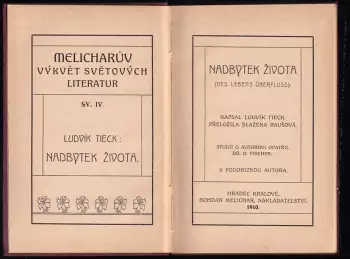 MELICHARŮV
VÝKVĚT SVĚTOVÝCH
LITERATUR
SV. IV.
LUDVÍK TIECK:
NADBYTEK ŽIVOTA.
NADBYTEK ŽIVOTA
(DES LEBENS ÜBERFLUSS).
NAPSAL LUDVÍK TIECK.
PŘELOŽILA BLAŽENA BAUŠOVÁ.
STUDIÍ O AUTOROVI OPATŘIL
DR. O. FISCHER.
S PODOBIZNOU AUTORA.
HRADEC KRÁLOVÉ.
BOHDAN MELICHAR, NAKLADATELSTVÍ.
1910.